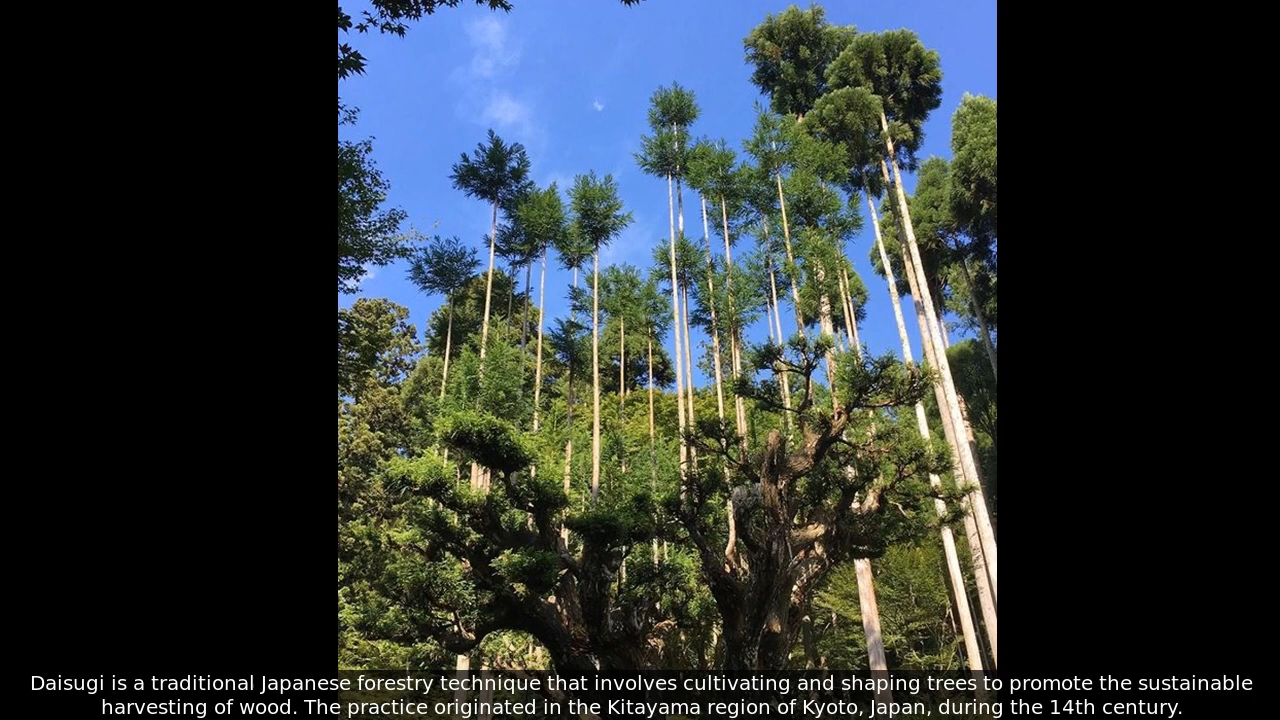 Daisugi is a traditional Japanese forestry technique that involves cultivating and shaping trees to promote the sustainable
harvesting of wood. The practice originated in the Kitayama region of Kyoto, Japan, during the 14th century.